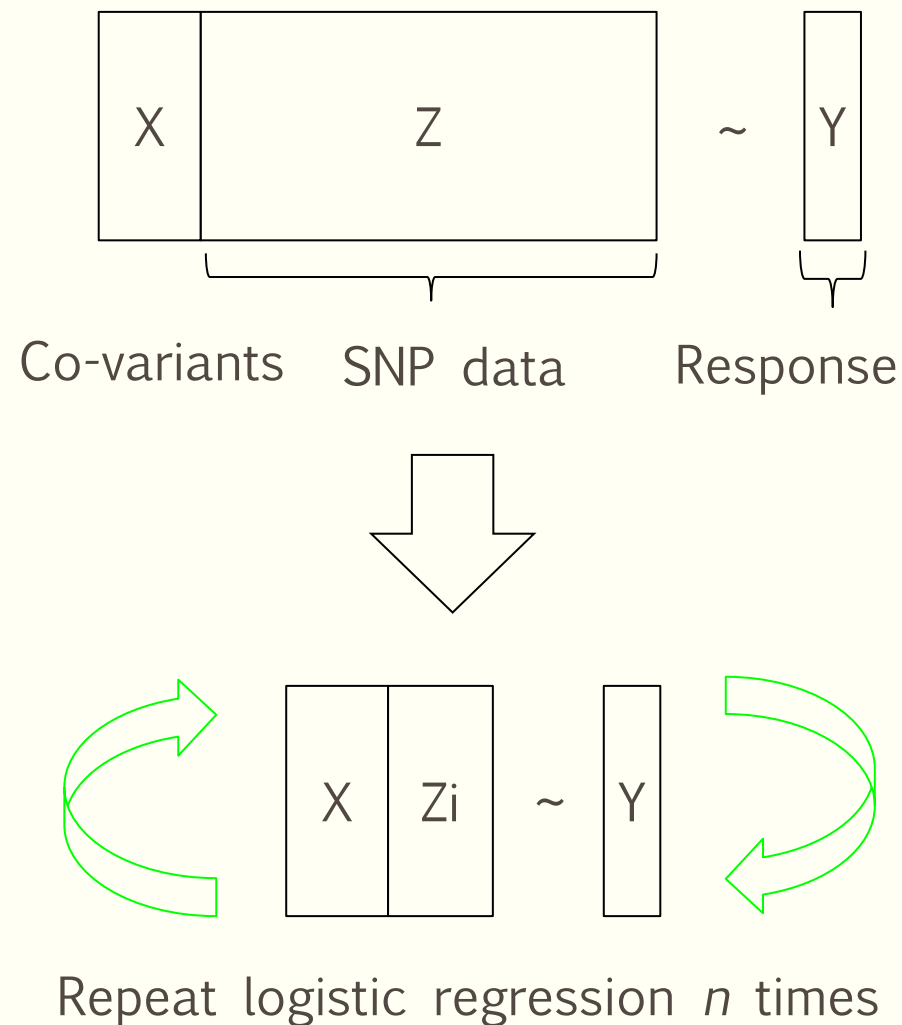 X Z ~ Y
Co-variants SNP data Response
X Zi ~ Y
Repeat logistic regression n times